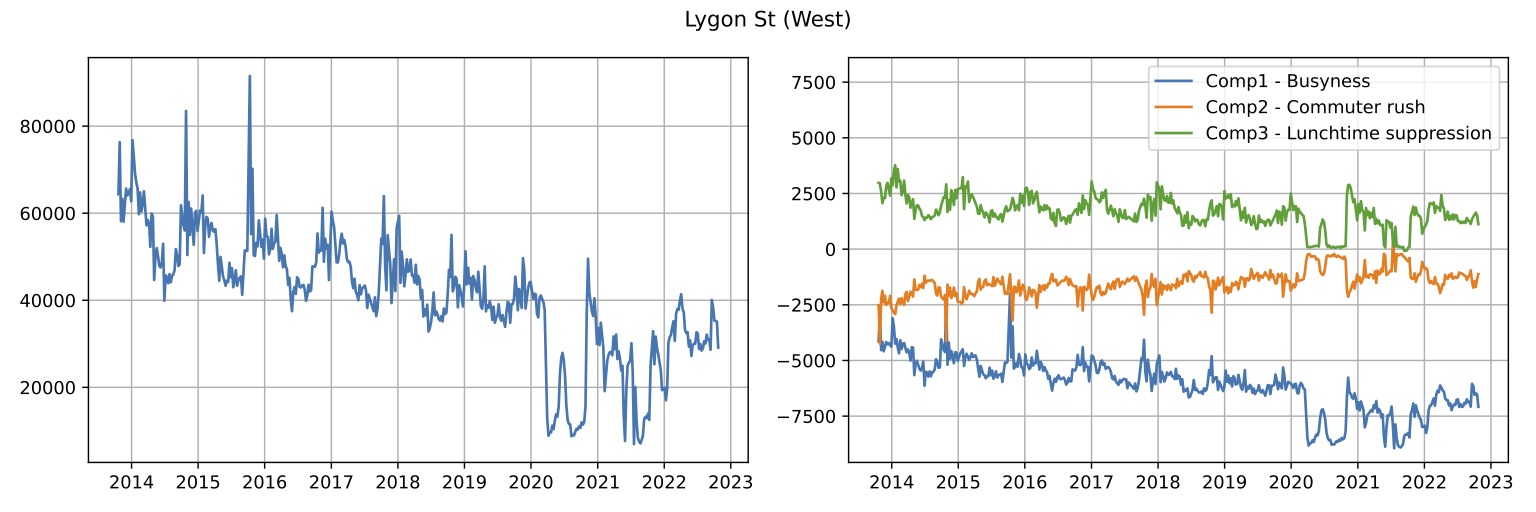 Lygon St (West)
80000
60000
40000
20000
2014 2015 2016 2017 2018 2019 2020 2021 2022 2023
7500
5000
2500
0
−2500
−5000
−7500
Comp1 - Busyness
Comp2 - Commuter rush
Comp3 - Lunchtime suppression
2014 2015 2016 2017 2018 2019 2020 2021 2022 2023